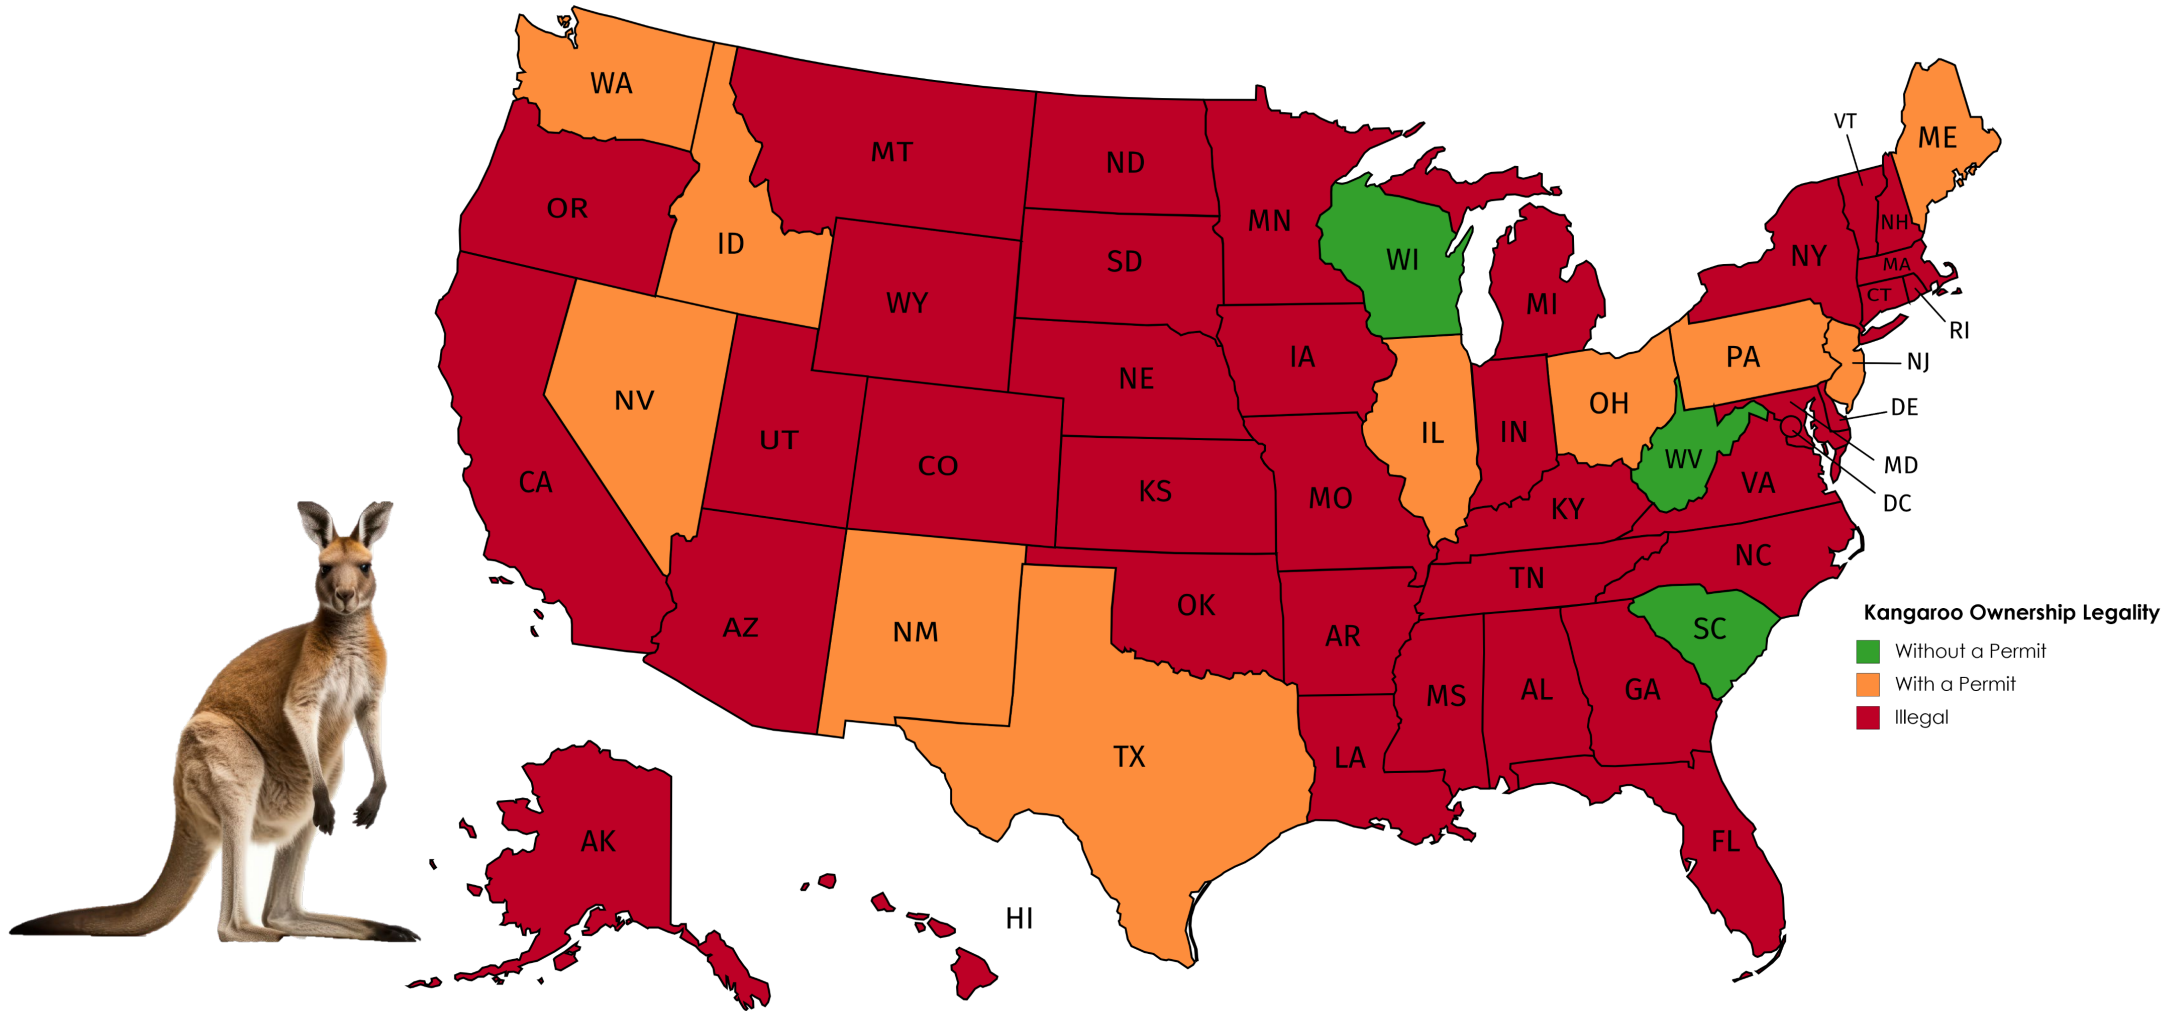 WA
MT
ND
MN
VT
ME
OR
ID
SD
WI
NH
NY
MA
WY
MI
CT
RI
IA
PA
NJ
NE
NV
OH
DE
UT
IL
IN
CO
WV
MD
CA
KS
MO
VA
DC
KY
NC
TN
OK
AZ
NM
AR
SC
MS
AL
GA
TX
LA
FL
AK
HI
Kangaroo Ownership Legality
Without a Permit
With a Permit
Illegal